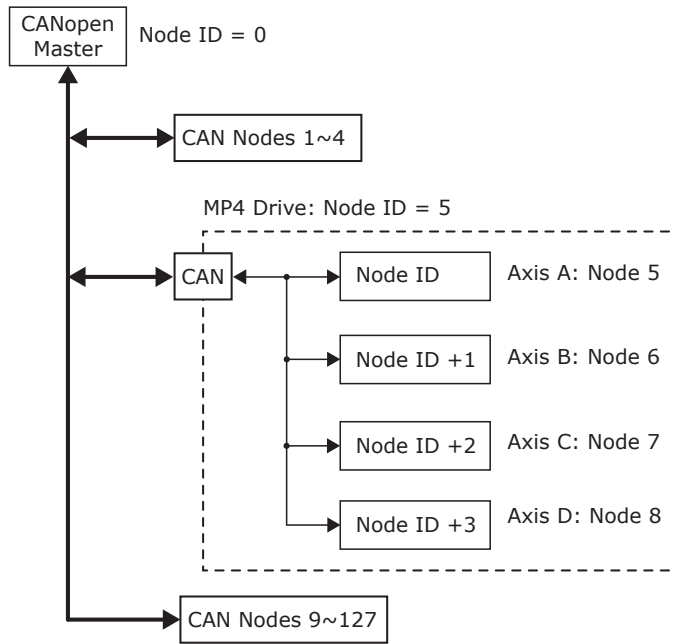 CANopen
Master
Node ID = 0
CAN Nodes 1~4
MP4 Drive: Node ID = 5
CAN
Node ID
Axis A: Node 5
Node ID +1
Axis B: Node 6
Node ID +2
Axis C: Node 7
Node ID +3
Axis D: Node 8
CAN Nodes 9~127